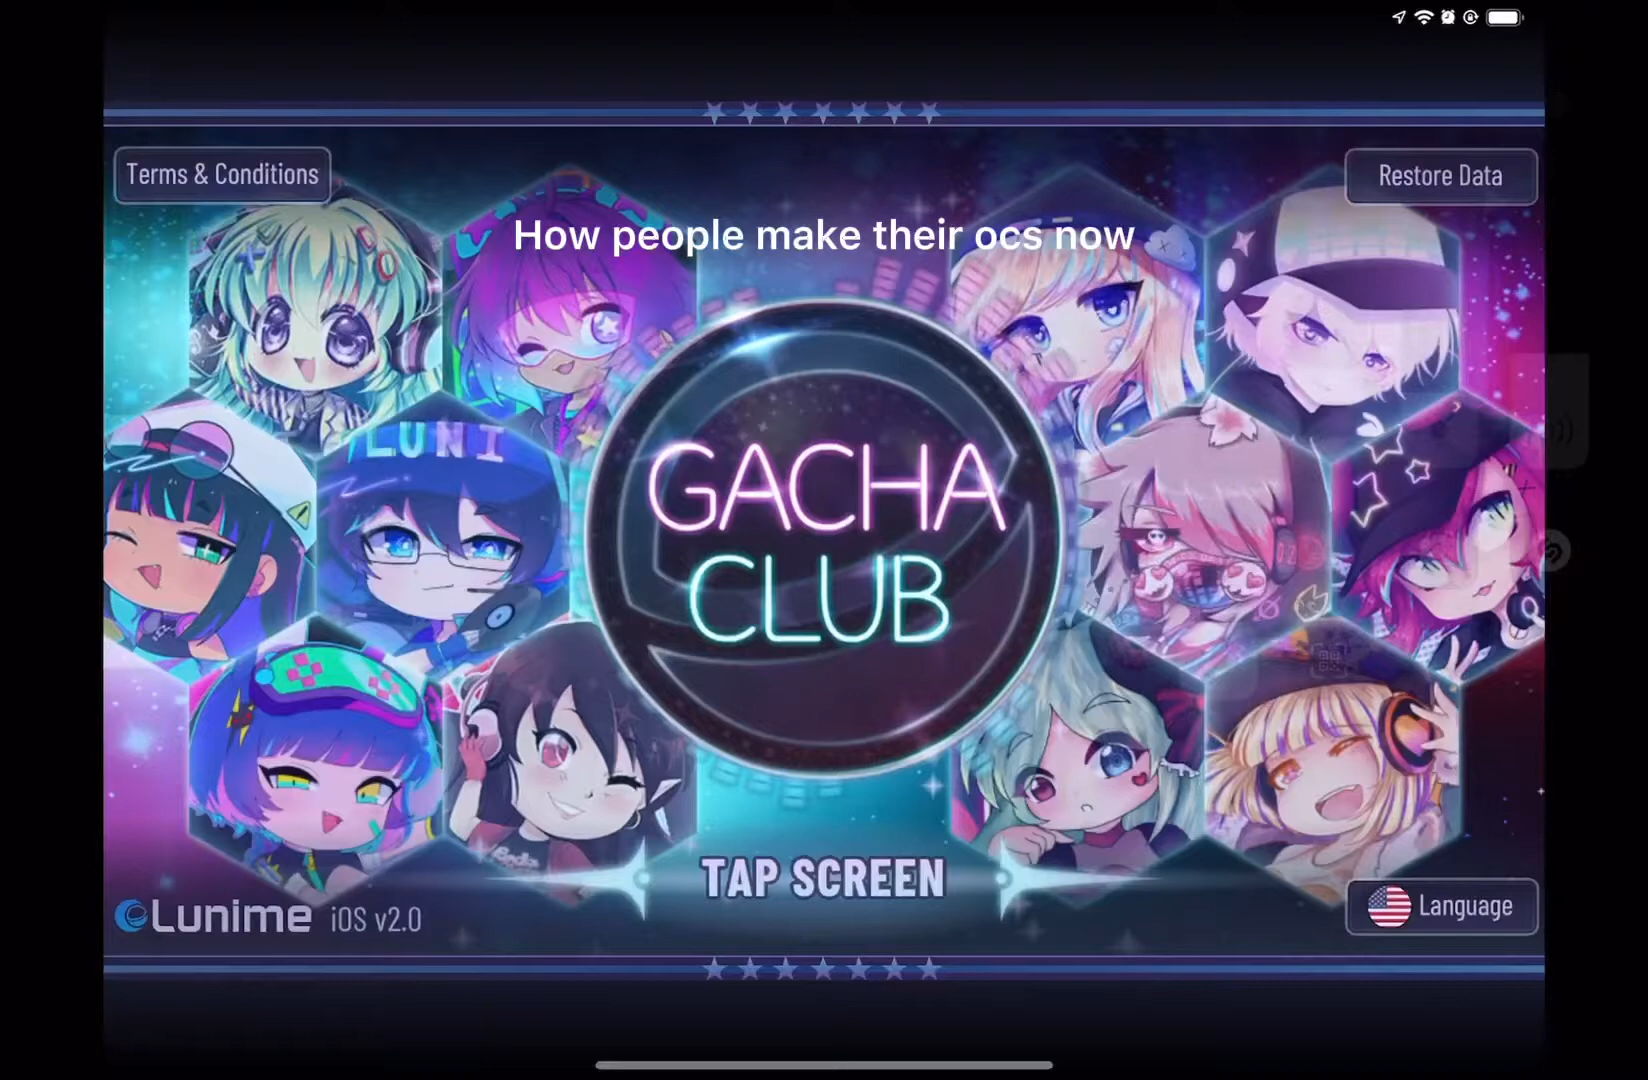 Terms & Conditions
Restore Data
How people make their ocs now
LUNI
GACHA
CLUB
TAP SCREEN
Lunime iOS v2.0
Language